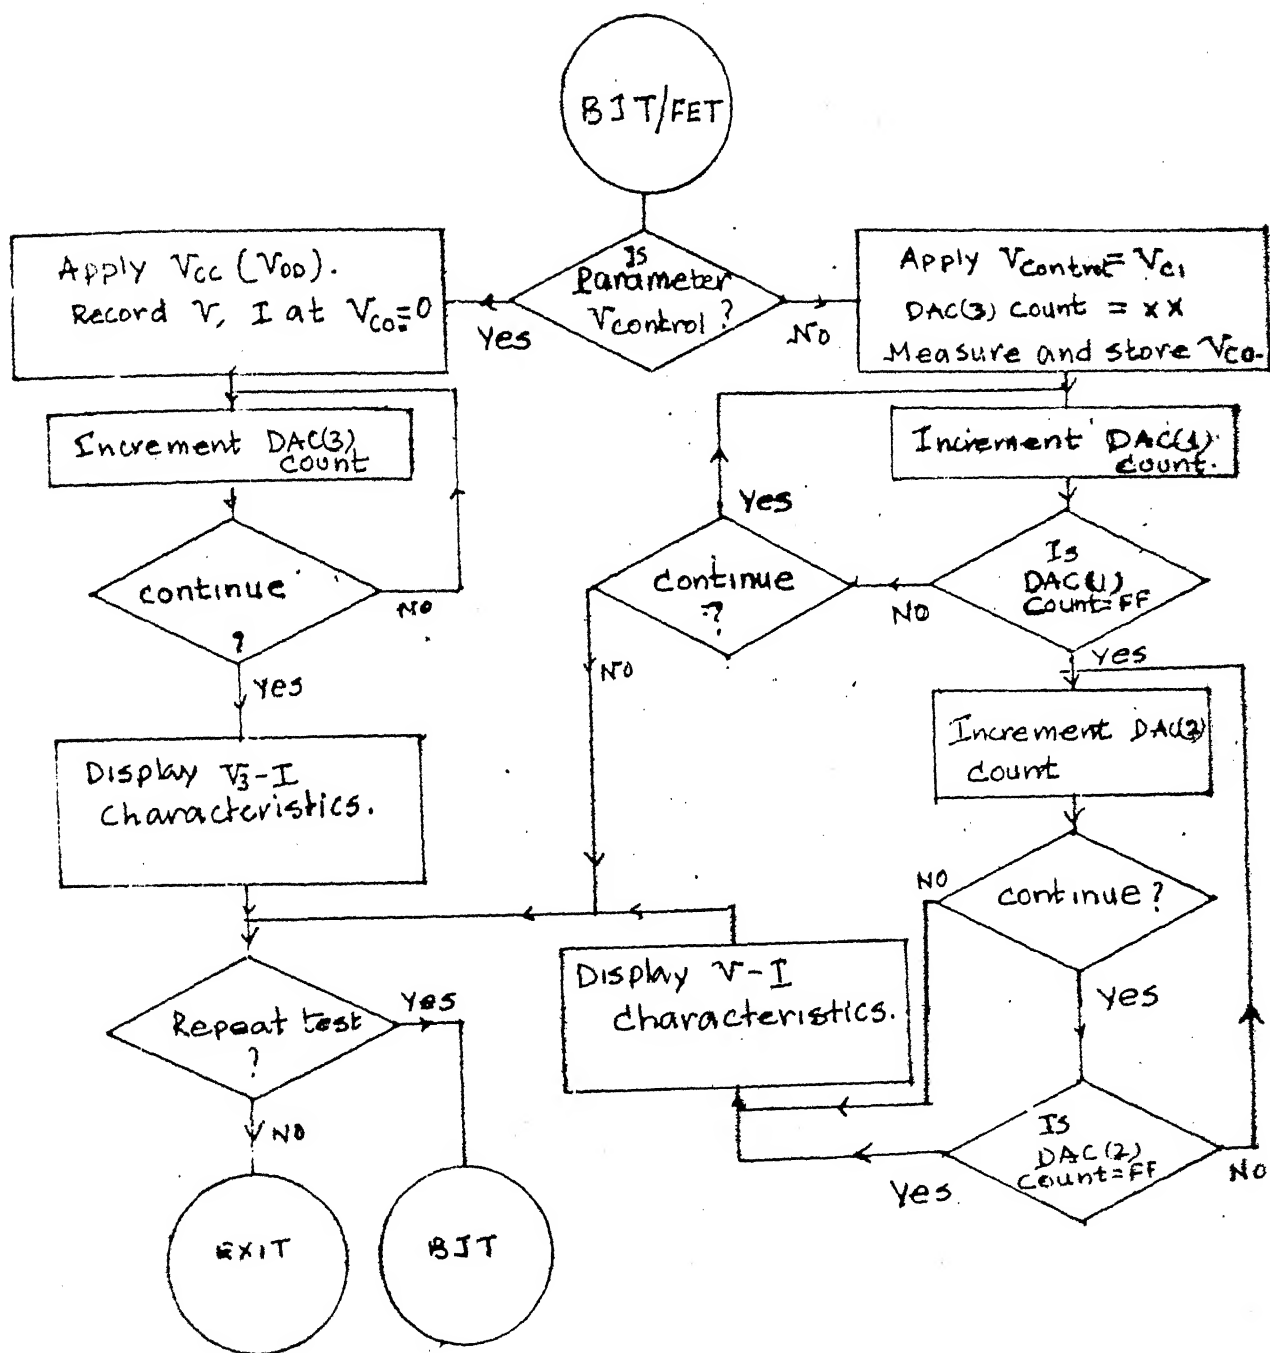 BJT/FET
Is
Parameter
Vcontrol ?
Yes
NO
Apply VCC (VDD).
Record V, I at VCO=0
Apply Vcontrol= VC1
DAC(3) count = xx
Measure and store VCO.
Increment DAC(3)
count
Increment DAC(1)
count.
continue
?
NO
Yes
Yes
continue
?
NO
NO
Is
DAC(1)
Count=FF
Yes
Increment DAC(2)
count
Display V3-I
characteristics.
NO
continue ?
Yes
Display V-I
characteristics.
Repeat test
?
Yes
NO
Is
DAC(2)
Count=FF
Yes
NO
EXIT
BJT